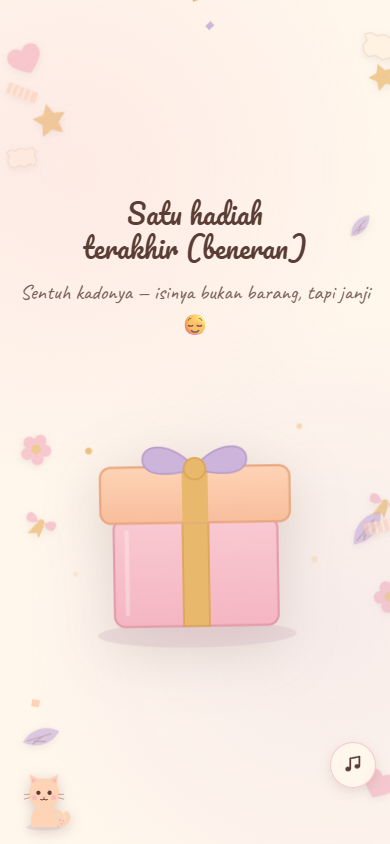 Satu hadiah
terakhir (beneran)
Sentuh kadonya — isinya bukan barang, tapi janji
😌